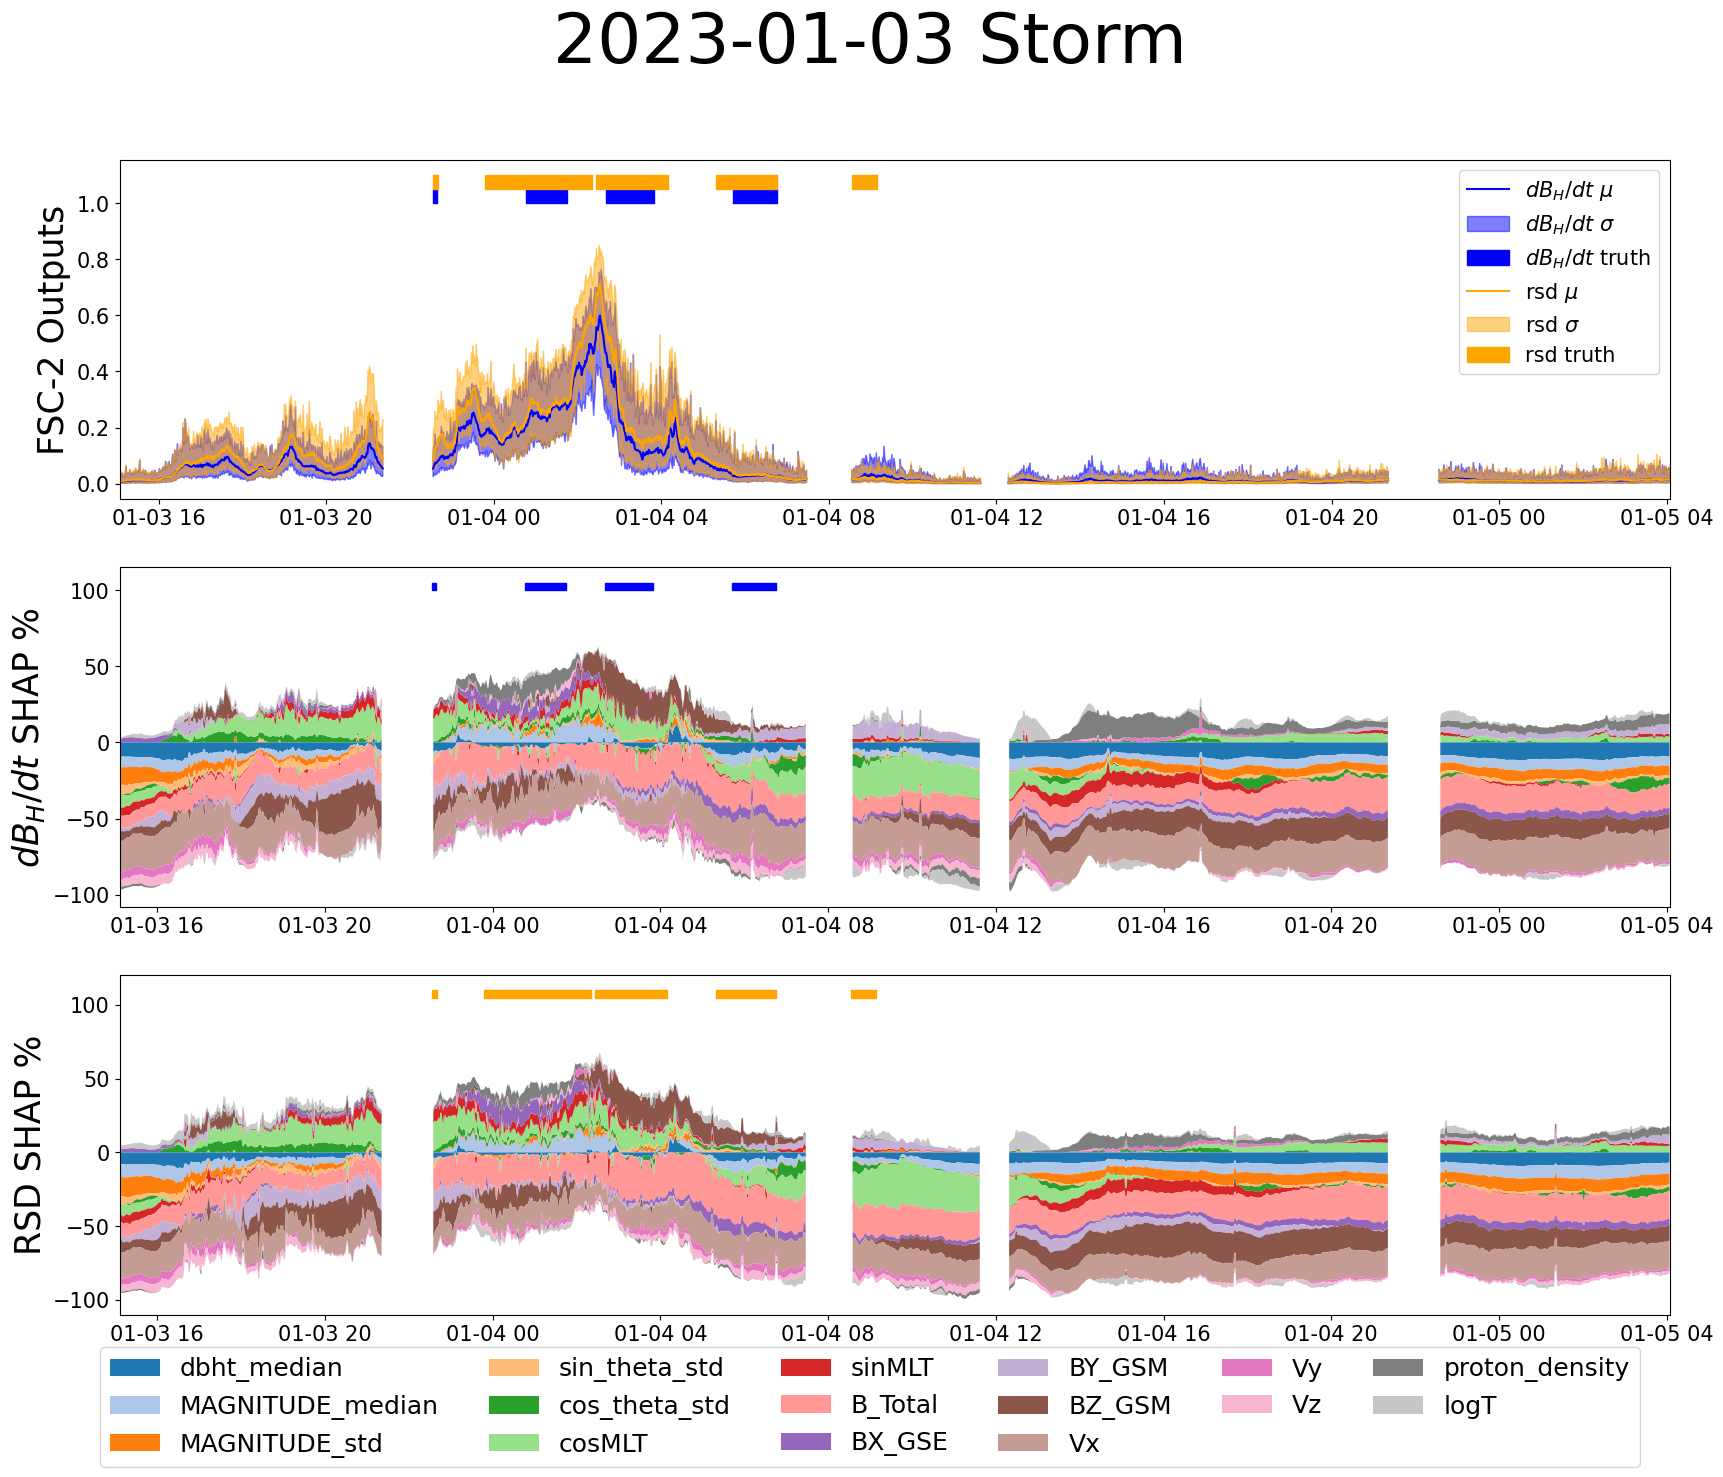 2023-01-03 Storm
FSC-2 Outputs
1.0
0.8
0.6
0.4
0.2
0.0
dB_H/dt μ
dB_H/dt σ
dB_H/dt truth
rsd μ
rsd σ
rsd truth
01-03 16 01-03 20 01-04 00 01-04 04 01-04 08 01-04 12 01-04 16 01-04 20 01-05 00 01-05 04
dB_H/dt SHAP %
100
50
0
−50
−100
01-03 16 01-03 20 01-04 00 01-04 04 01-04 08 01-04 12 01-04 16 01-04 20 01-05 00 01-05 04
RSD SHAP %
100
50
0
−50
−100
01-03 16 01-03 20 01-04 00 01-04 04 01-04 08 01-04 12 01-04 16 01-04 20 01-05 00 01-05 04
dbht_median sin_theta_std sinMLT BY_GSM Vy proton_density
MAGNITUDE_median cos_theta_std B_Total BZ_GSM Vz logT
MAGNITUDE_std cosMLT BX_GSE Vx